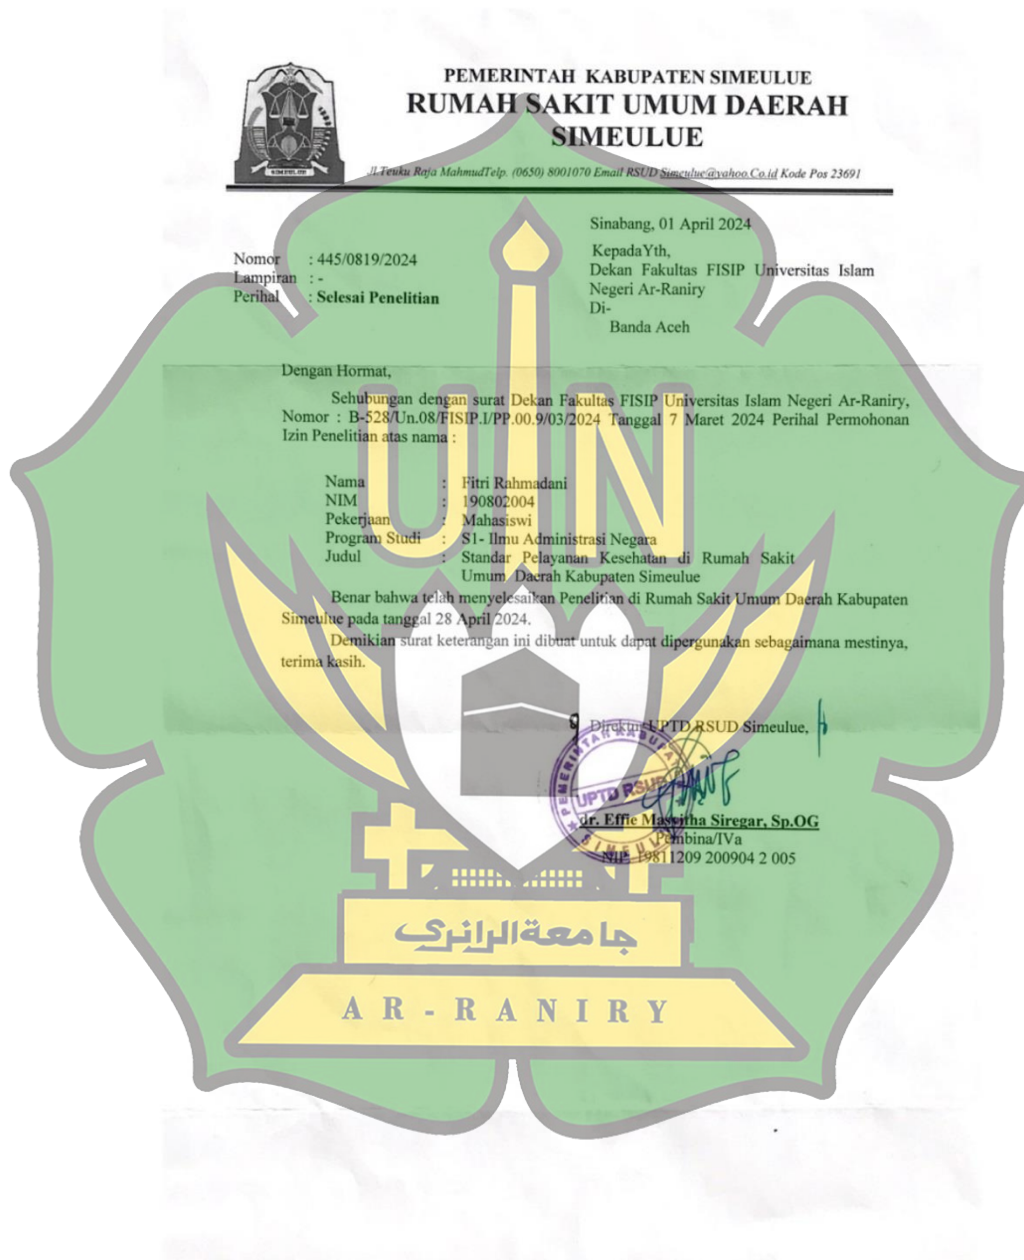 PEMERINTAH KABUPATEN SIMEULUE
RUMAH SAKIT UMUM DAERAH
SIMEULUE
Jl.Teuku Raja MahmudTelp. (0650) 8001070 Email RSUD Simeulue@yahoo.Co.id Kode Pos 23691
SIMEULUE
Sinabang, 01 April 2024
Nomor : 445/0819/2024
Lampiran : -
Perihal : Selesai Penelitian
KepadaYth,
Dekan Fakultas FISIP Universitas Islam
Negeri Ar-Raniry
Di-
Banda Aceh
Dengan Hormat,
Sehubungan dengan surat Dekan Fakultas FISIP Universitas Islam Negeri Ar-Raniry,
Nomor : B-528/Un.08/FISIP.I/PP.00.9/03/2024 Tanggal 7 Maret 2024 Perihal Permohonan
Izin Penelitian atas nama :
Nama : Fitri Rahmadani
NIM : 190802004
Pekerjaan : Mahasiswi
Program Studi : S1- Ilmu Administrasi Negara
Judul : Standar Pelayanan Kesehatan di Rumah Sakit
Umum Daerah Kabupaten Simeulue
Benar bahwa telah menyelesaikan Penelitian di Rumah Sakit Umum Daerah Kabupaten
Simeulue pada tanggal 28 April 2024.
Demikian surat keterangan ini dibuat untuk dapat dipergunakan sebagaimana mestinya,
terima kasih.
Direktur UPTD RSUD Simeulue,
PEMERINTAH KABUPATEN
UPTD RSUD
SIMEULUE
dr. Effie Massitha Siregar, Sp.OG
Pembina/IVa
NIP. 19811209 200904 2 005
UIN
جامعة الرانري
AR-RANIRY